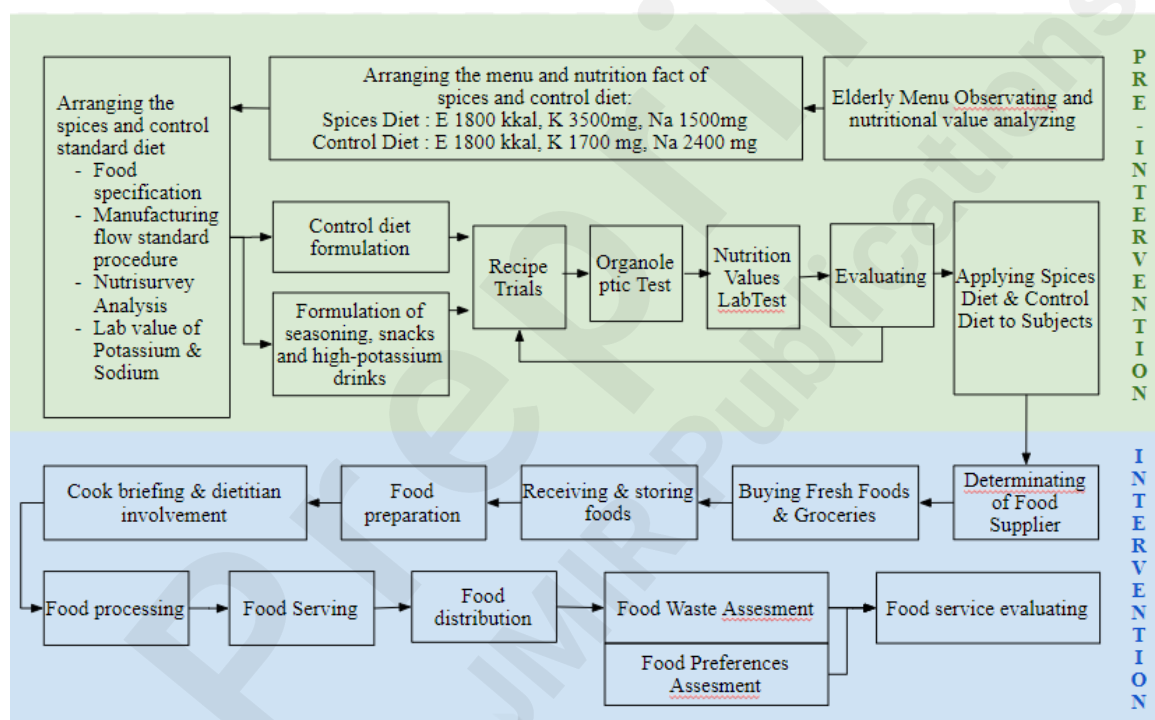 Elderly Menu Observating and
nutritional value analyzing
Arranging the menu and nutrition fact of
spices and control diet:
Spices Diet : E 1800 kkal, K 3500mg, Na 1500mg
Control Diet : E 1800 kkal, K 1700 mg, Na 2400 mg
Arranging the
spices and control
standard diet
- Food
specification
- Manufacturing
flow standard
procedure
- Nutrisurvey
Analysis
- Lab value of
Potassium &
Sodium
Control diet
formulation
Formulation of
seasoning, snacks
and high-potassium
drinks
Recipe
Trials
Organole
ptic Test
Nutrition
Values
LabTest
Evaluating
Applying Spices
Diet & Control
Diet to Subjects
PRE-INTERVENTION
Determinating
of Food
Supplier
Buying Fresh Foods
& Groceries
Receiving & storing
foods
Food
preparation
Cook briefing & dietitian
involvement
Food processing
Food Serving
Food
distribution
Food Waste Assesment
Food Preferences
Assesment
Food service evaluating
INTERVENTION
Preprint
JMIR Publications